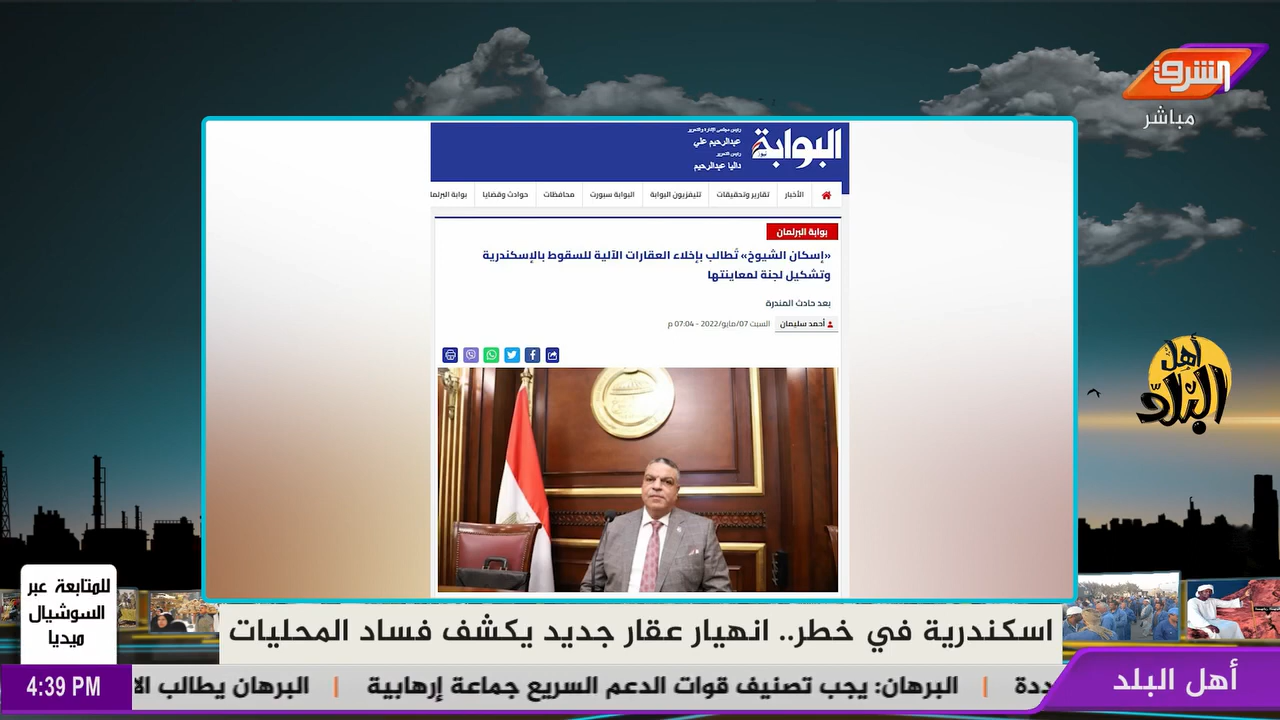 الشرق
مباشر
البوابة
نيوز
رئيس مجلس الإدارة والتحرير
عبدالرحيم علي
رئيس التحرير
داليا عبدالرحيم
الأخبار
تقارير وتحقيقات
تليفزيون البوابة
البوابة سبورت
محافظات
حوادث وقضايا
بوابة البرلما
بوابة البرلمان
«إسكان الشيوخ» تُطالب بإخلاء العقارات الآلية للسقوط بالإسكندرية
وتشكيل لجنة لمعاينتها
بعد حادث المندرة
أحمد سليمان
السبت 07/مايو/2022 - 07:04 م
أهل
البلد
للمتابعة عبر
السوشيال
ميديا
اسكندرية في خطر.. انهيار عقار جديد يكشف فساد المحليات
أهل البلد
ددة | البرهان: يجب تصنيف قوات الدعم السريع جماعة إرهابية | البرهان يطالب الا
4:39 PM